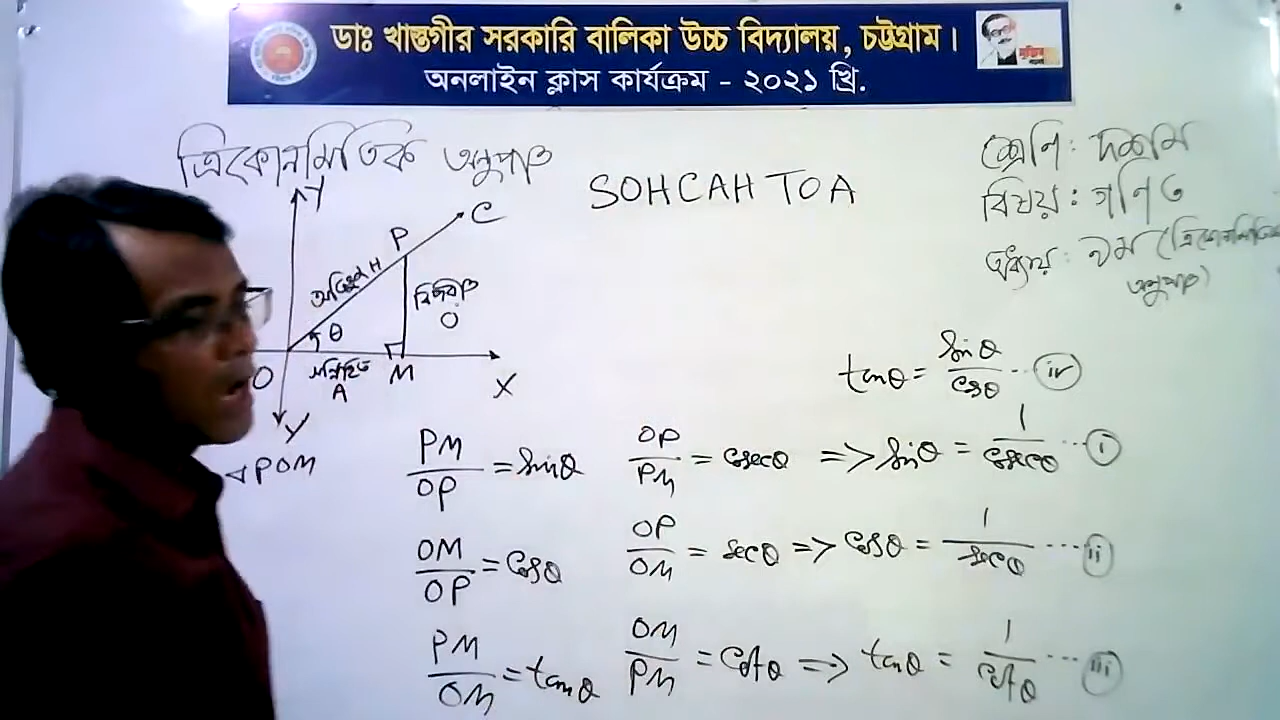 ডাঃ খাস্তগীর সরকারি বালিকা উচ্চ বিদ্যালয়, চট্টগ্রাম।
অনলাইন ক্লাস কার্যক্রম - ২০২১ খ্রি.
ত্রিকোনমিতিক অনুপাত
SOHCAHTOA
শ্রেণি: দশম
বিষয়: গণিত
অধ্যায়: ৯ম (ত্রিকোনমিতিক
অনুপাত)
Y
C
P
অতিভুজ H
বিপরীত
O
θ
O
সন্নিহিত
A
M
X
Y
⊿POM
tanθ = sinθ/cosθ ... (iv)
PM/OP = sinθ
OP/PM = cosecθ => sinθ = 1/cosecθ ... (i)
OM/OP = cosθ
OP/OM = secθ => cosθ = 1/secθ ... (ii)
PM/OM = tanθ
OM/PM = cotθ => tanθ = 1/cotθ ... (iii)